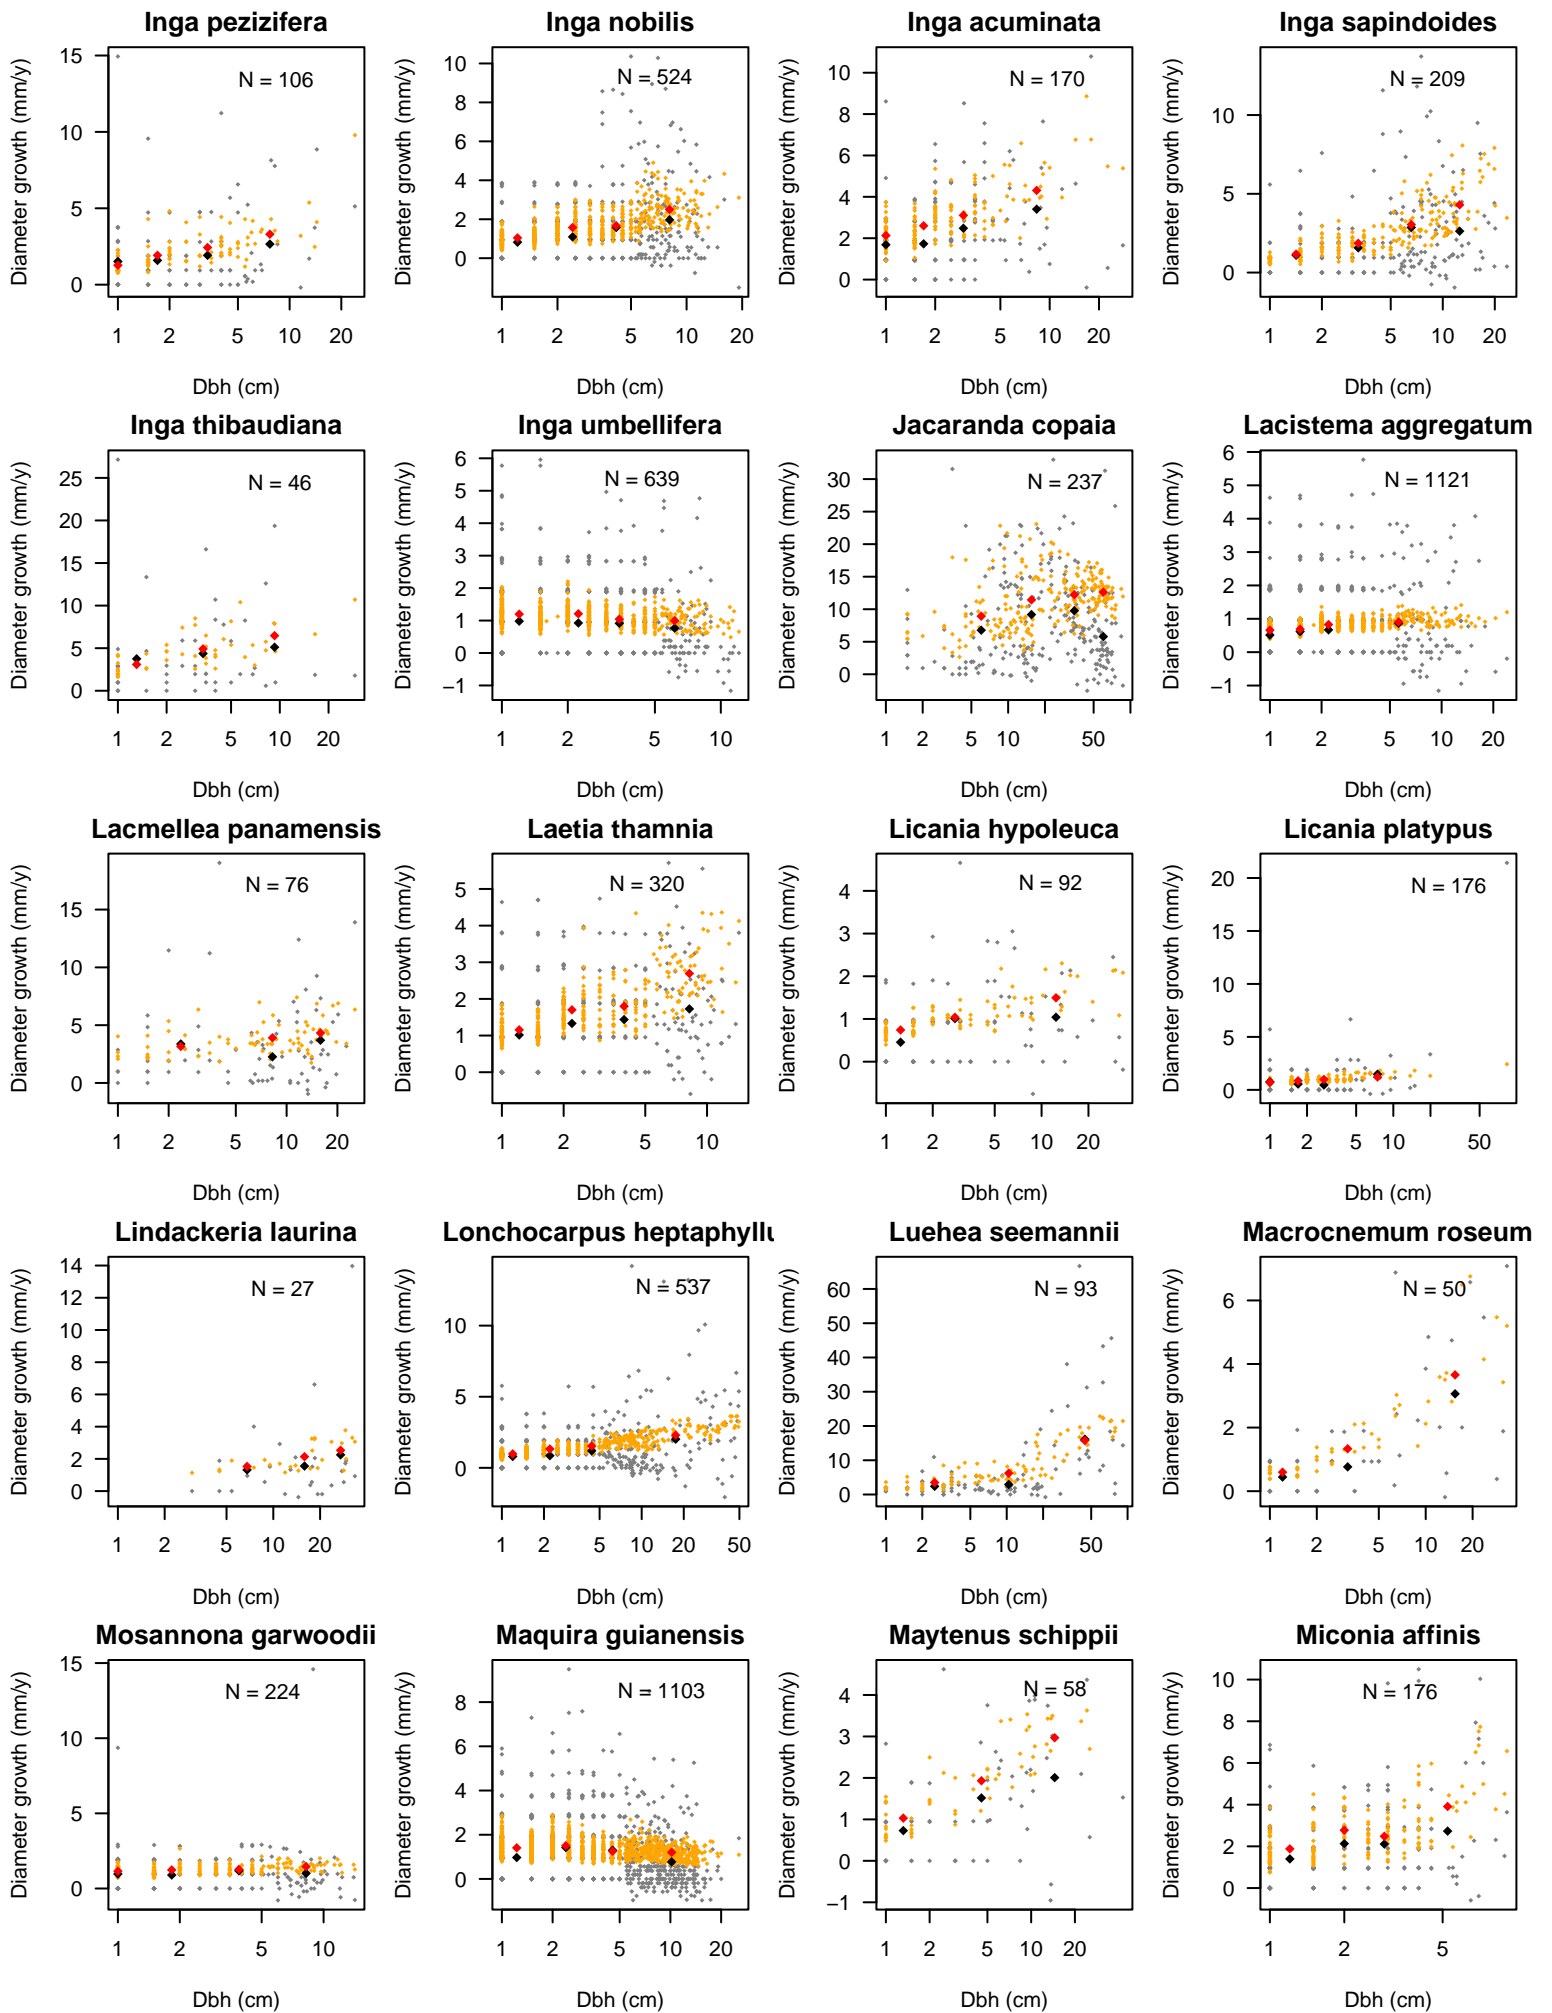 Inga pezizifera
Inga nobilis
Inga acuminata
Inga sapindoides
Diameter growth (mm/y)
15
10
5
0
N = 106
1 2 5 10 20
Dbh (cm)
Diameter growth (mm/y)
10
8
6
4
2
0
N = 524
1 2 5 10 20
Dbh (cm)
Diameter growth (mm/y)
10
8
6
4
2
0
N = 170
1 2 5 10 20
Dbh (cm)
Diameter growth (mm/y)
10
5
0
N = 209
1 2 5 10 20
Dbh (cm)
Inga thibaudiana
Inga umbellifera
Jacaranda copaia
Lacistema aggregatum
Diameter growth (mm/y)
25
20
15
10
5
0
N = 46
1 2 5 10 20
Dbh (cm)
Diameter growth (mm/y)
6
5
4
3
2
1
0
−1
N = 639
1 2 5 10
Dbh (cm)
Diameter growth (mm/y)
30
25
20
15
10
5
0
N = 237
1 2 5 10 50
Dbh (cm)
Diameter growth (mm/y)
6
5
4
3
2
1
0
−1
N = 1121
1 2 5 10 20
Dbh (cm)
Lacmellea panamensis
Laetia thamnia
Licania hypoleuca
Licania platypus
Diameter growth (mm/y)
15
10
5
0
N = 76
1 2 5 10 20
Dbh (cm)
Diameter growth (mm/y)
5
4
3
2
1
0
N = 320
1 2 5 10
Dbh (cm)
Diameter growth (mm/y)
4
3
2
1
0
N = 92
1 2 5 10 20
Dbh (cm)
Diameter growth (mm/y)
20
15
10
5
0
N = 176
1 2 5 10 50
Dbh (cm)
Lindackeria laurina
Lonchocarpus heptaphyllu
Luehea seemannii
Macrocnemum roseum
Diameter growth (mm/y)
14
12
10
8
6
4
2
0
N = 27
1 2 5 10 20
Dbh (cm)
Diameter growth (mm/y)
10
5
0
N = 537
1 2 5 10 20 50
Dbh (cm)
Diameter growth (mm/y)
60
50
40
30
20
10
0
N = 93
1 2 5 10 50
Dbh (cm)
Diameter growth (mm/y)
6
4
2
0
N = 50
1 2 5 10 20
Dbh (cm)
Mosannona garwoodii
Maquira guianensis
Maytenus schippii
Miconia affinis
Diameter growth (mm/y)
15
10
5
0
N = 224
1 2 5 10
Dbh (cm)
Diameter growth (mm/y)
8
6
4
2
0
N = 1103
1 2 5 10 20
Dbh (cm)
Diameter growth (mm/y)
4
3
2
1
0
−1
N = 58
1 2 5 10 20
Dbh (cm)
Diameter growth (mm/y)
10
8
6
4
2
0
N = 176
1 2 5
Dbh (cm)